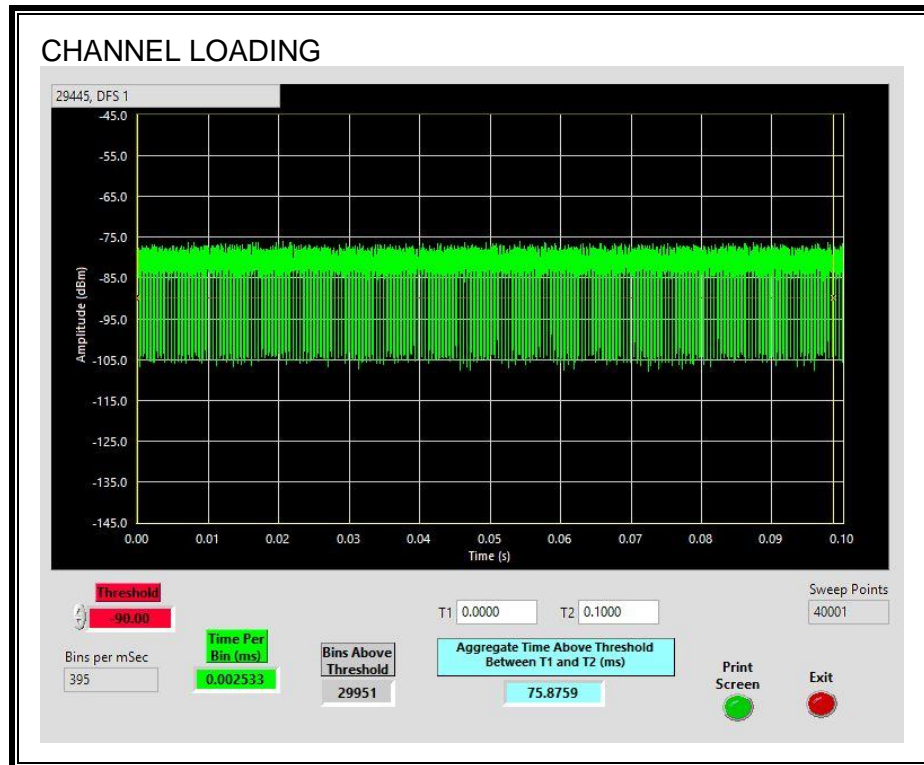 CHANNEL LOADING
29445, DFS 1
-45.0
-55.0
-65.0
-75.0
-85.0
-95.0
-105.0
-115.0
-125.0
-135.0
-145.0
Amplitude (dBm)
0.00 0.01 0.02 0.03 0.04 0.05 0.06 0.07 0.08 0.09 0.10
Time (s)
Threshold
-90.00
Bins per mSec
395
Time Per
Bin (ms)
0.002533
Bins Above
Threshold
29951
T1 0.0000 T2 0.1000
Aggregate Time Above Threshold
Between T1 and T2 (ms)
75.8759
Sweep Points
40001
Print
Screen
Exit